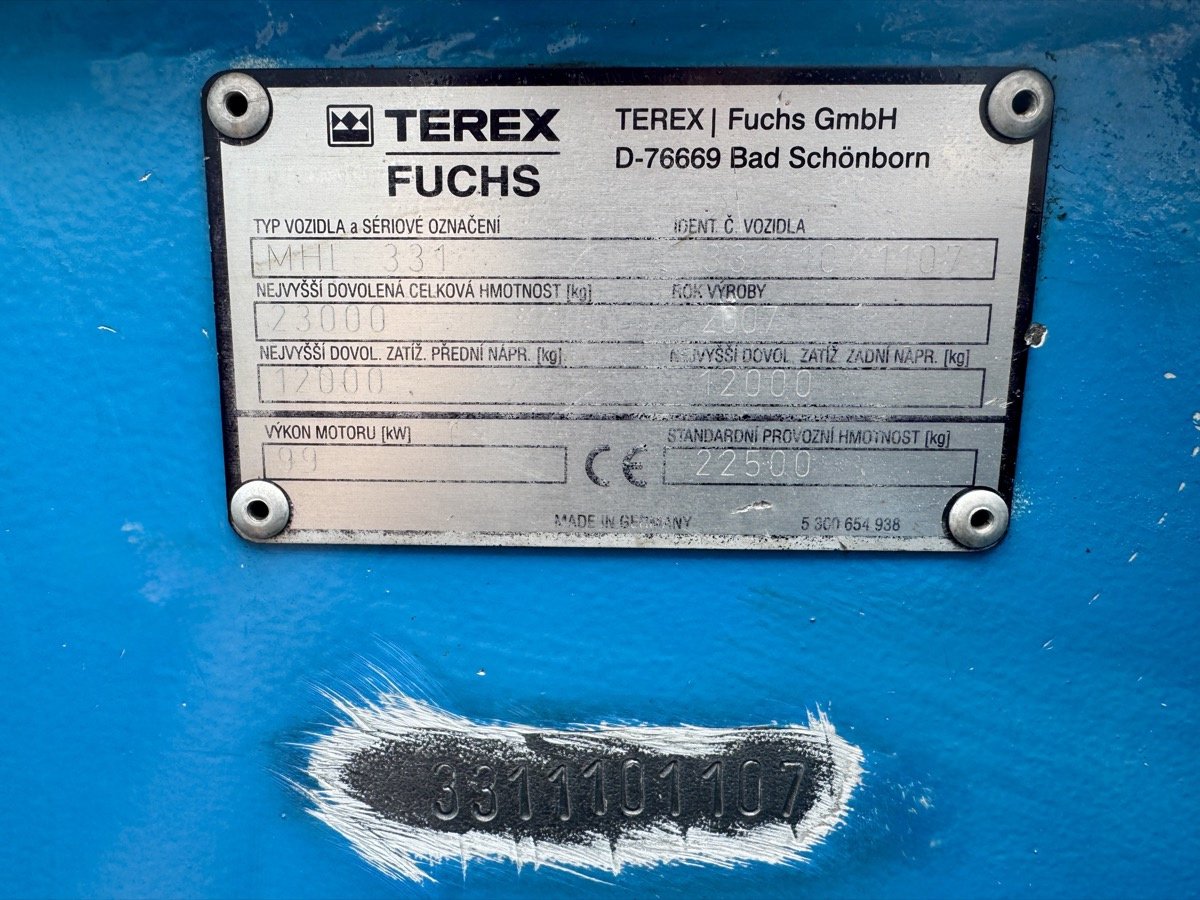 TEREX
FUCHS
TEREX | Fuchs GmbH
D-76669 Bad Schönborn
TYP VOZIDLA a SÉRIOVÉ OZNAČENÍ IDENT. Č. VOZIDLA
MHL 331 3311101107
NEJVYŠŠÍ DOVOLENÁ CELKOVÁ HMOTNOST [kg] ROK VÝROBY
23000 2007
NEJVYŠŠÍ DOVOL. ZATÍŽ. PŘEDNÍ NÁPR. [kg] NEJVYŠŠÍ DOVOL. ZATÍŽ. ZADNÍ NÁPR. [kg]
12000 12000
VÝKON MOTORU [kW] STANDARDNÍ PROVOZNÍ HMOTNOST [kg]
99 CE 22500
MADE IN GERMANY 5 300 654 938
3311101107